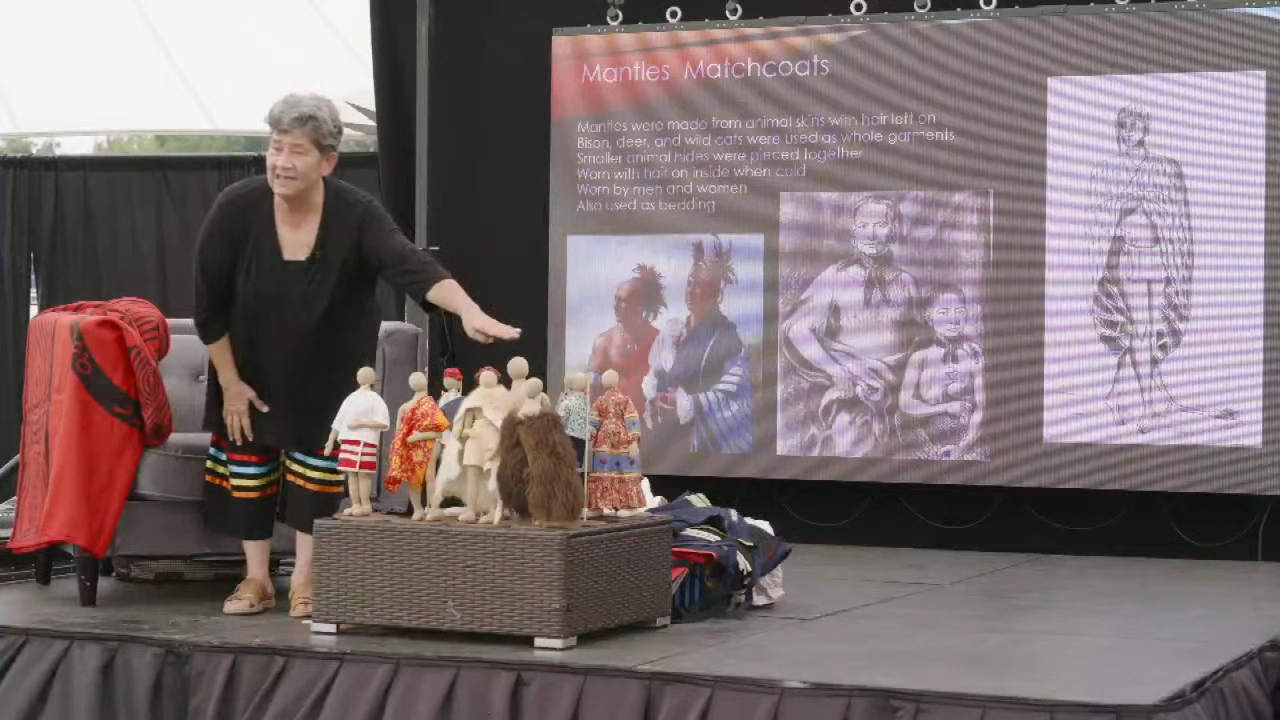 Mantles Matchcoats
Mantles were made from animal skins with hair left on
Bison, deer, and wild cats were used as whole garments
Smaller animal hides were pieced together
Worn with hair on inside when cold
Worn by men and women
Also used as bedding